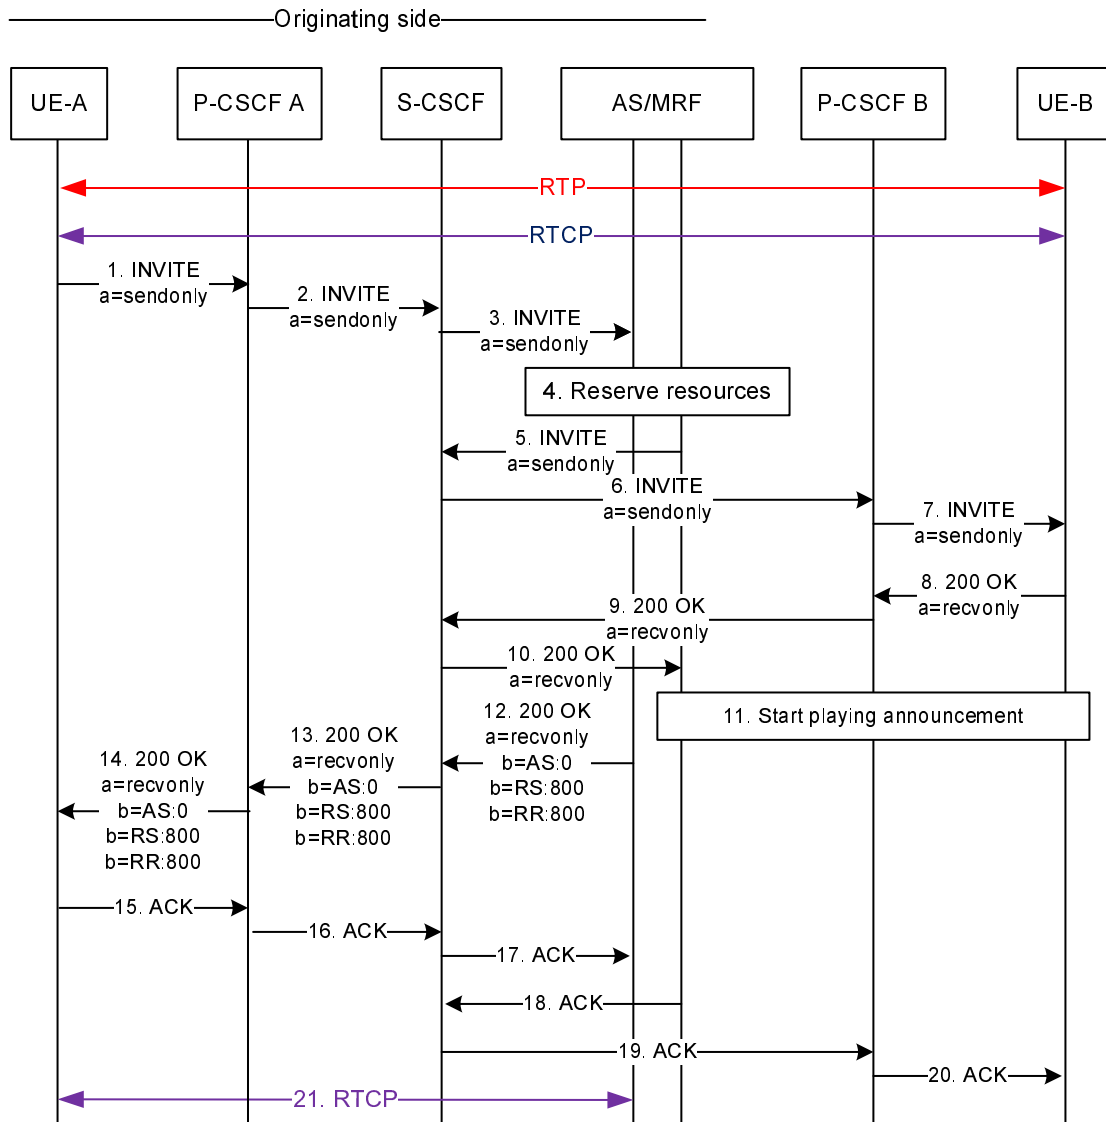 Originating side
UE-A
P-CSCF A
S-CSCF
AS/MRF
P-CSCF B
UE-B
RTP
RTCP
1. INVITE
a=sendonly
2. INVITE
a=sendonly
3. INVITE
a=sendonly
4. Reserve resources
5. INVITE
a=sendonly
6. INVITE
a=sendonly
7. INVITE
a=sendonly
8. 200 OK
a=recvonly
9. 200 OK
a=recvonly
10. 200 OK
a=recvonly
11. Start playing announcement
12. 200 OK
a=recvonly
b=AS:0
b=RS:800
b=RR:800
13. 200 OK
a=recvonly
b=AS:0
b=RS:800
b=RR:800
14. 200 OK
a=recvonly
b=AS:0
b=RS:800
b=RR:800
15. ACK
16. ACK
17. ACK
18. ACK
19. ACK
20. ACK
21. RTCP